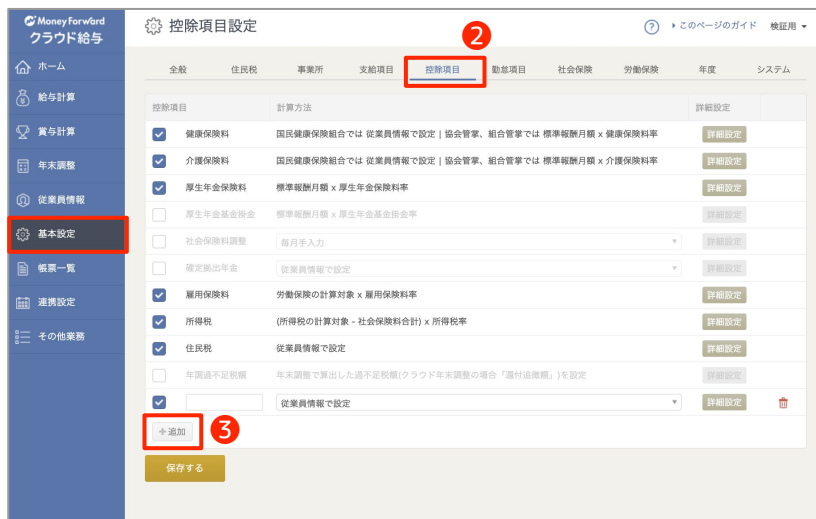 Money Forward
クラウド給与
控除項目設定
? ▸このページのガイド 検証用 ▾
2
ホーム
給与計算
賞与計算
年末調整
従業員情報
基本設定
帳票一覧
連携設定
その他業務
全般 住民税 事業所 支給項目 控除項目 勤怠項目 社会保険 労働保険 年度 システム
控除項目 計算方法 詳細設定
健康保険料 国民健康保険組合では 従業員情報で設定 | 協会管掌、組合管掌では 標準報酬月額 x 健康保険料率 詳細設定
介護保険料 国民健康保険組合では 従業員情報で設定 | 協会管掌、組合管掌では 標準報酬月額 x 介護保険料率 詳細設定
厚生年金保険料 標準報酬月額 x 厚生年金保険料率 詳細設定
厚生年金基金掛金 標準報酬月額 x 厚生年金基金掛金率 詳細設定
社会保険料調整 毎月手入力 詳細設定
確定拠出年金 従業員情報で設定 詳細設定
雇用保険料 労働保険の計算対象 x 雇用保険料率 詳細設定
所得税 (所得税の計算対象 - 社会保険料合計) x 所得税率 詳細設定
住民税 従業員情報で設定 詳細設定
年調過不足税額 年末調整で算出した過不足税額(クラウド年末調整の場合「還付追徴額」)を設定 詳細設定
従業員情報で設定 詳細設定
+追加
3
保存する